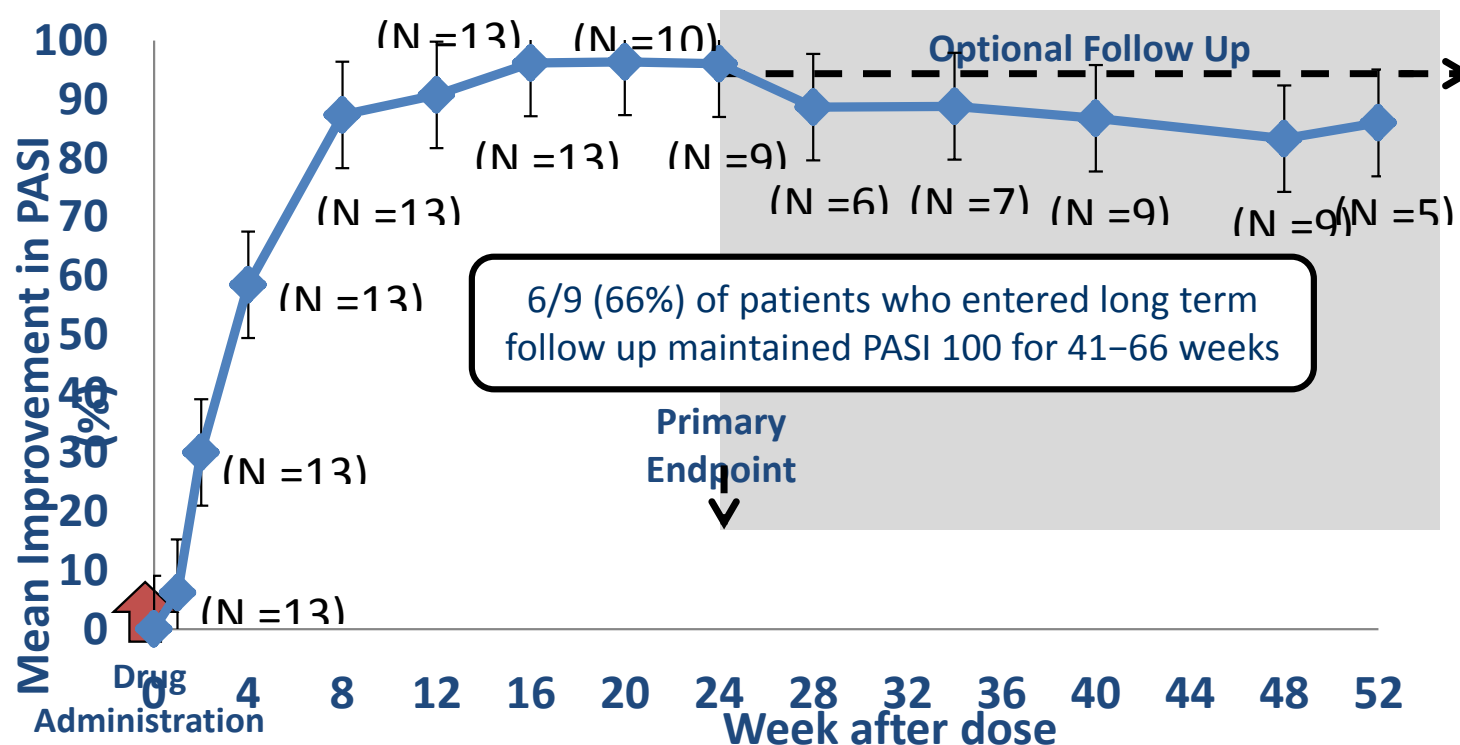 (N =13)
(N =10)
Optional Follow Up
100
90
80
70
60
50
40
30
20
10
0
Mean Improvement in PASI
(%)
(N =13)
(N =9)
(N =13)
(N =6)
(N =7)
(N =9)
(N =9)
(N =5)
(N =13)
6/9 (66%) of patients who entered long term
follow up maintained PASI 100 for 41–66 weeks
Primary
Endpoint
(N =13)
(N =13)
Drug
Administration
0 4 8 12 16 20 24 28 32 36 40 44 48 52
Week after dose